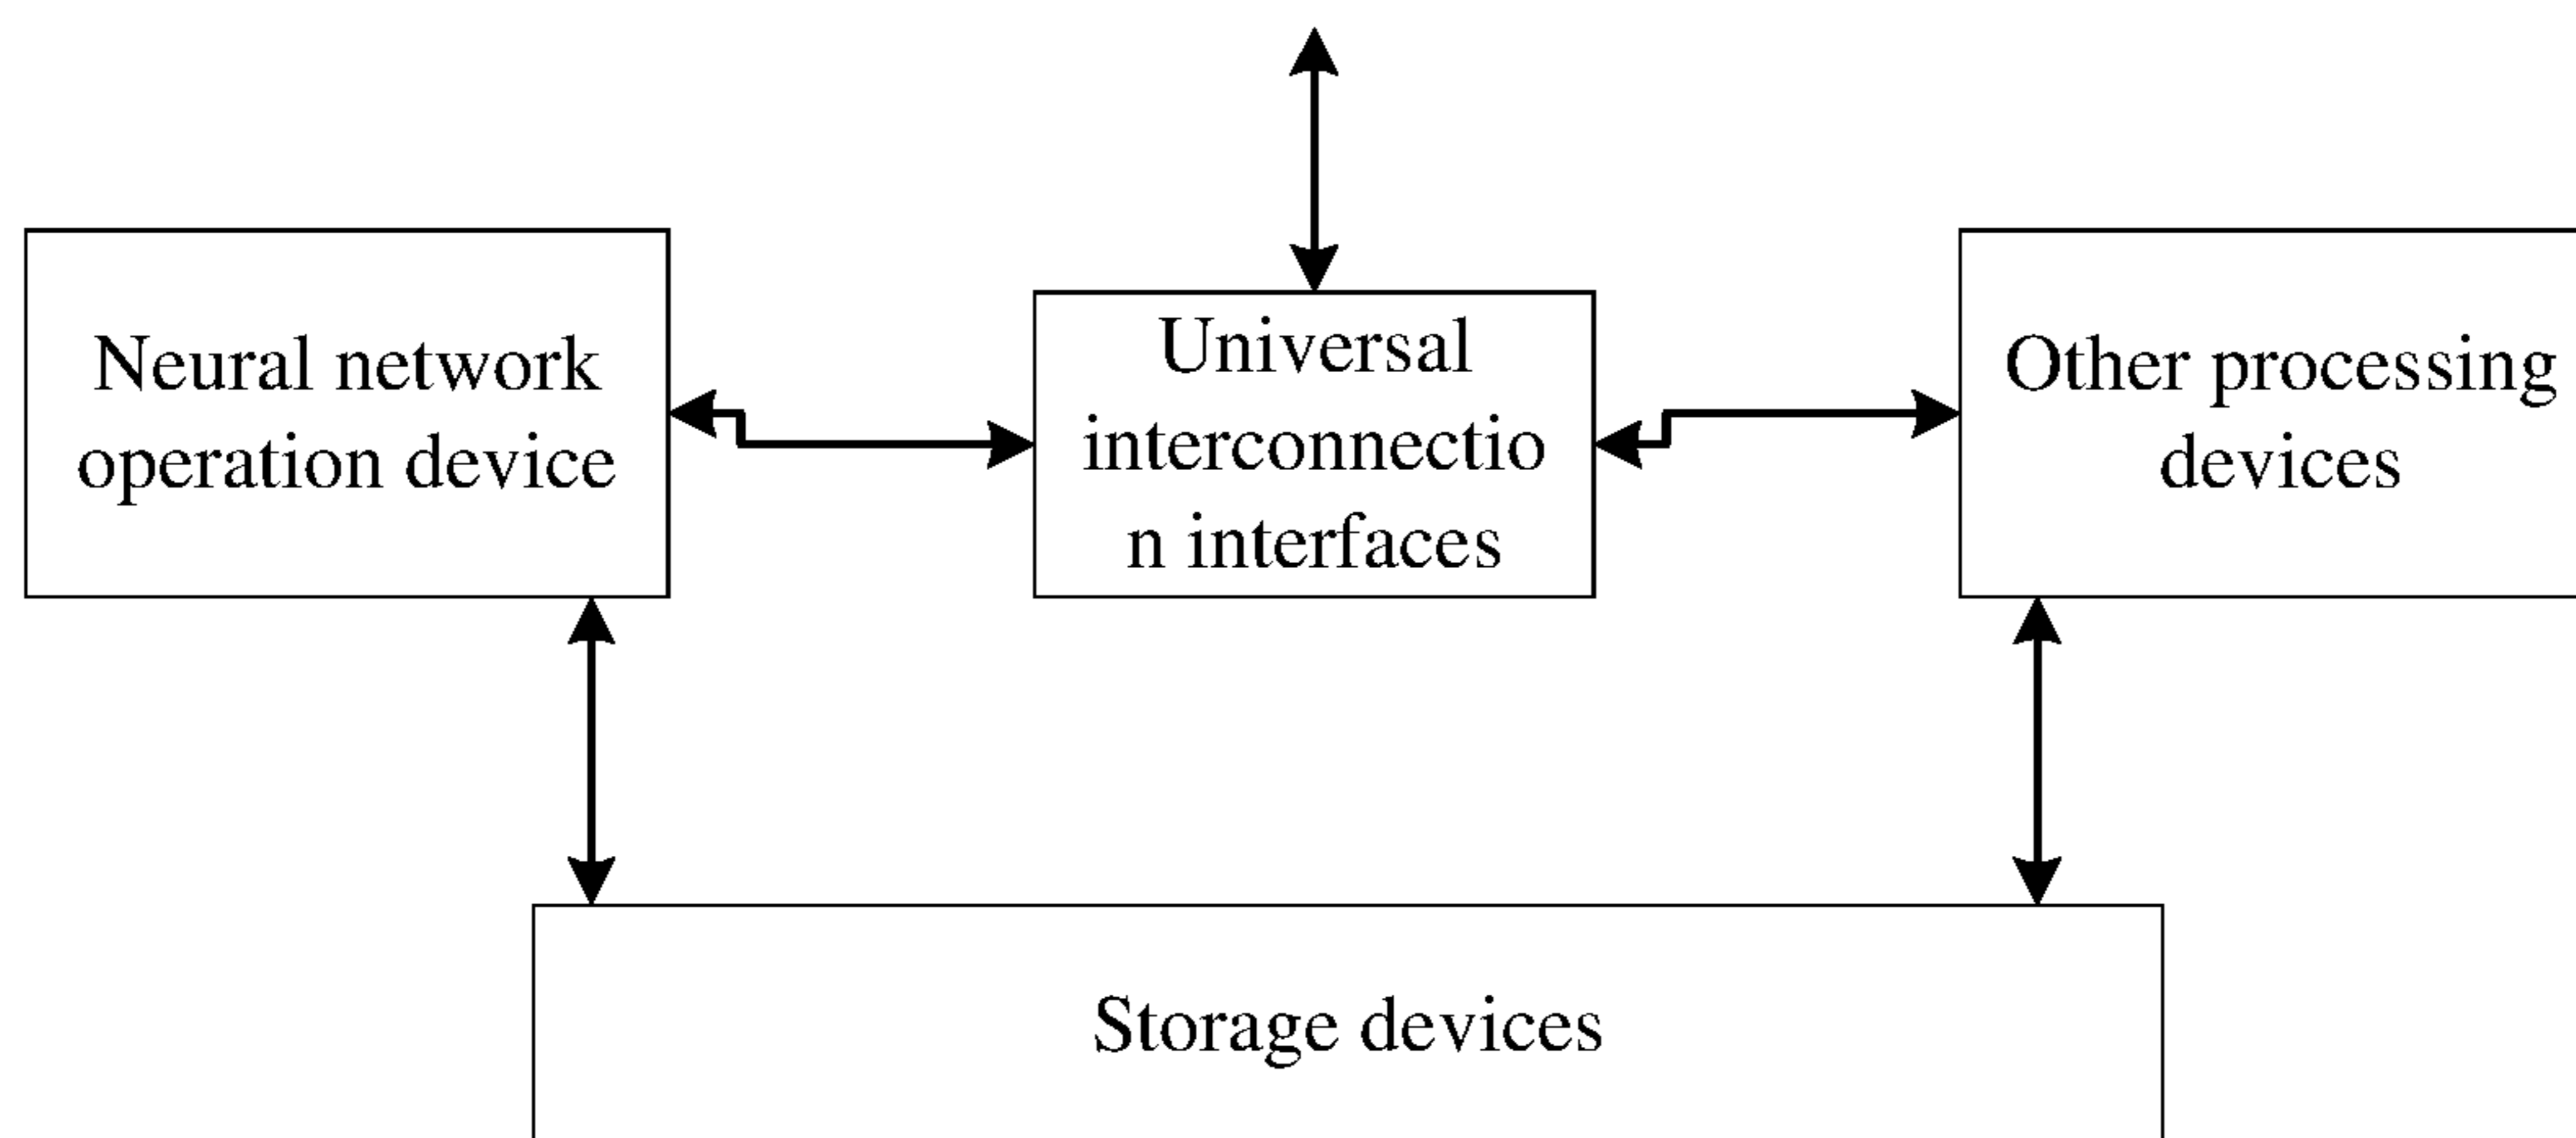 Neural network
operation device
Universal
interconnectio
n interfaces
Other processing
devices
Storage devices